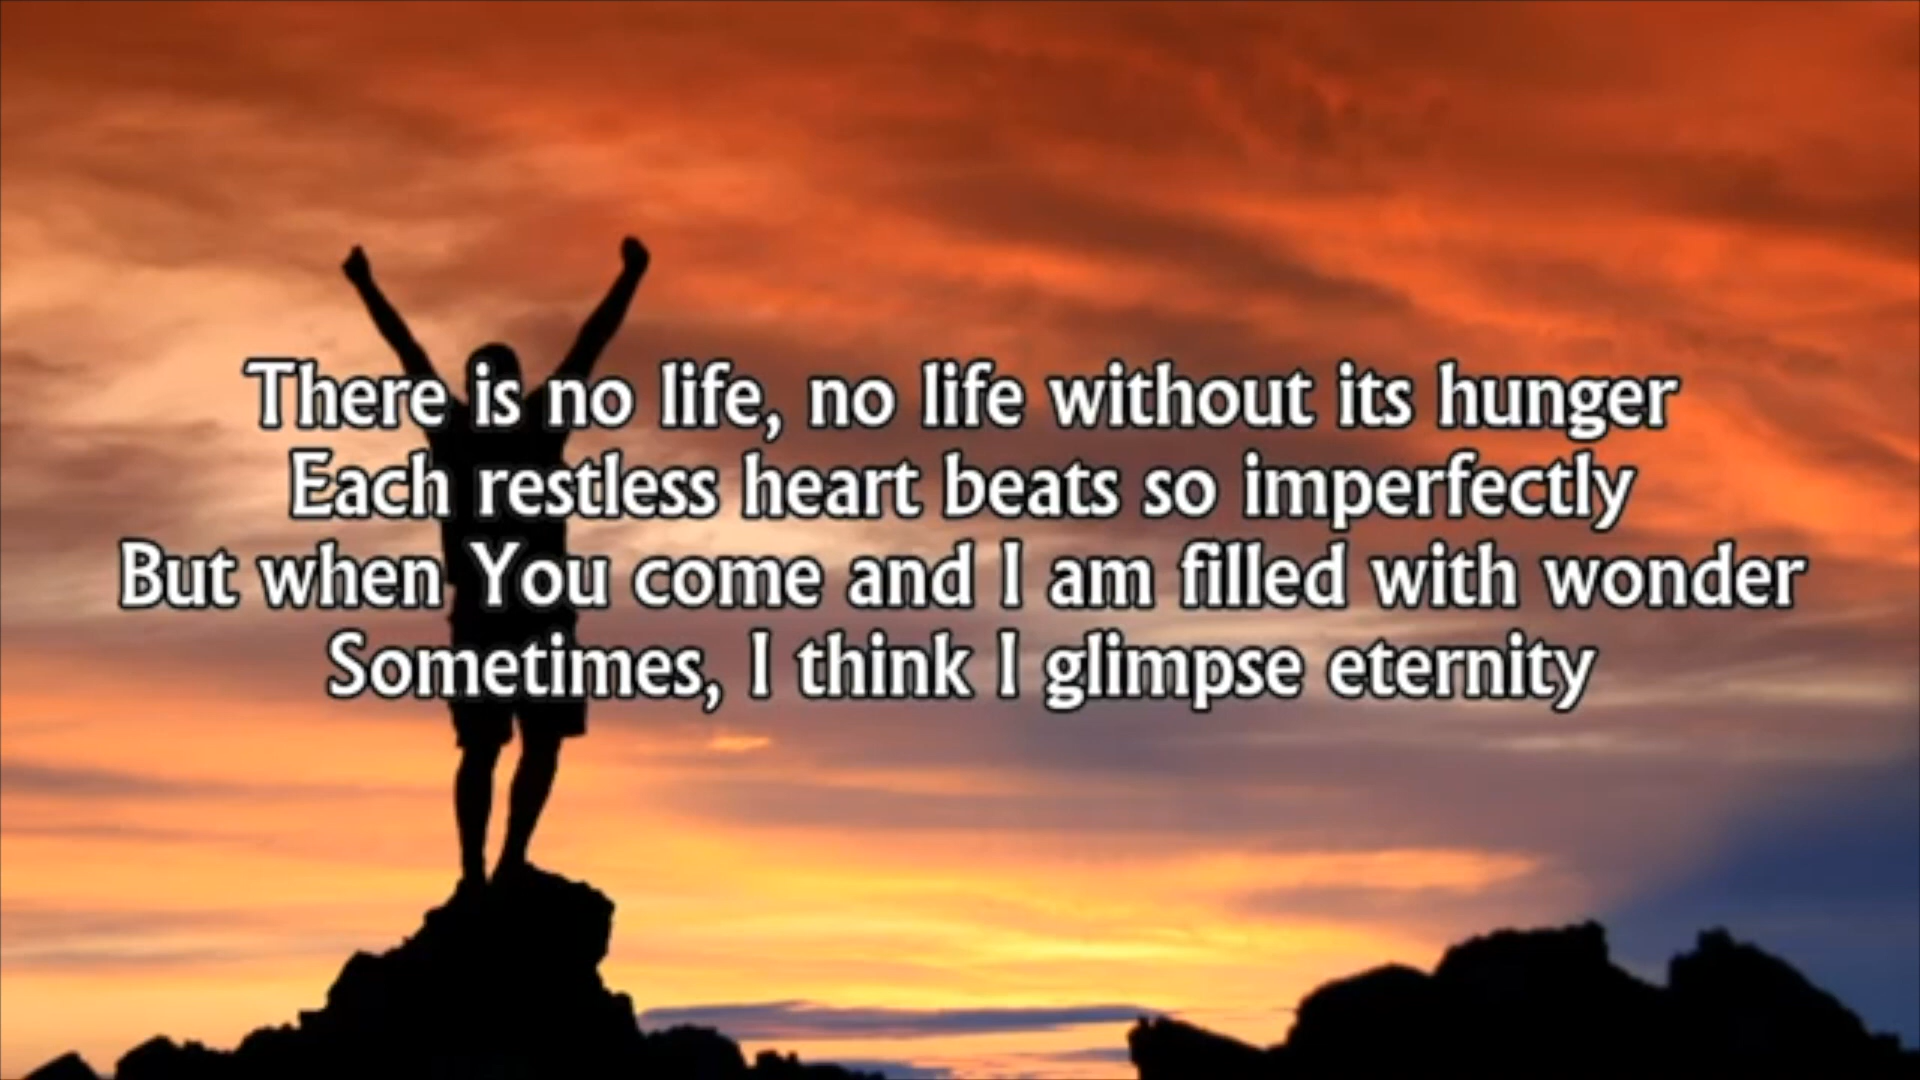 There is no life, no life without its hunger
Each restless heart beats so imperfectly
But when You come and I am filled with wonder
Sometimes, I think I glimpse eternity